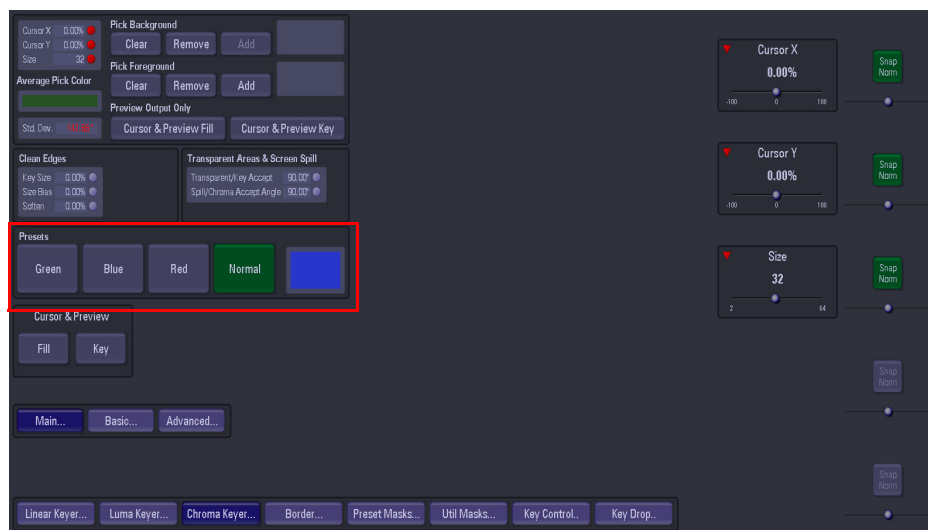 Cursor X 0.00%
Cursor Y 0.00%
Size 32
Pick Background
Clear Remove Add
Pick Foreground
Clear Remove Add
Average Pick Color
Preview Output Only
Std. Dev.
Cursor & Preview Fill Cursor & Preview Key
Clean Edges
Key Size 0.00%
Size Bias 0.00%
Soften 0.00%
Transparent Areas & Screen Spill
Transparent/Key Accept 90.00°
Spill/Chroma Accept Angle 90.00°
Presets
Green Blue Red Normal
Cursor & Preview
Fill Key
Main... Basic... Advanced...
Linear Keyer... Luma Keyer... Chroma Keyer... Border... Preset Masks... Util Masks... Key Control.. Key Drop..
Cursor X
0.00%
-100 0 100
Snap
Norm
Cursor Y
0.00%
-100 0 100
Snap
Norm
Size
32
2 64
Snap
Norm
Snap
Norm
Snap
Norm